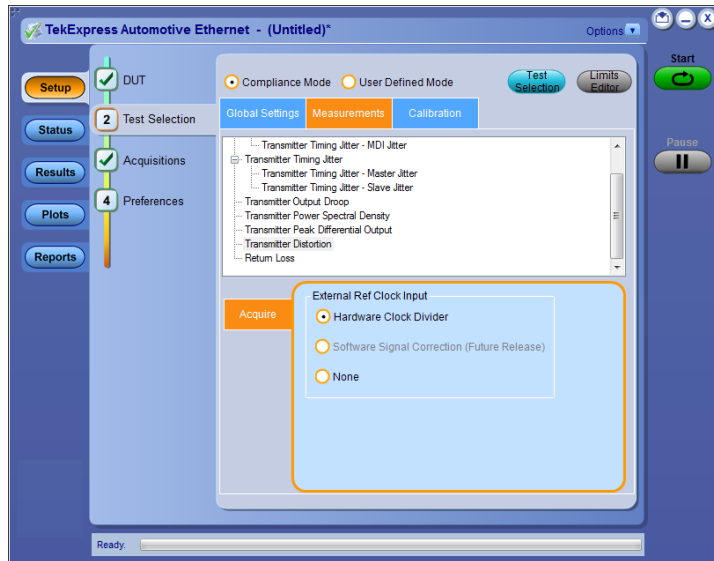 TekExpress Automotive Ethernet - (Untitled)*
Options
Start
Pause
Setup
Status
Results
Plots
Reports
DUT
2 Test Selection
Acquisitions
4 Preferences
Compliance Mode
User Defined Mode
Test Selection
Limits Editor
Global Settings
Measurements
Calibration
Transmitter Timing Jitter - MDI Jitter
Transmitter Timing Jitter
Transmitter Timing Jitter - Master Jitter
Transmitter Timing Jitter - Slave Jitter
Transmitter Output Droop
Transmitter Power Spectral Density
Transmitter Peak Differential Output
Transmitter Distortion
Return Loss
Acquire
External Ref Clock Input
Hardware Clock Divider
Software Signal Correction (Future Release)
None
Ready.